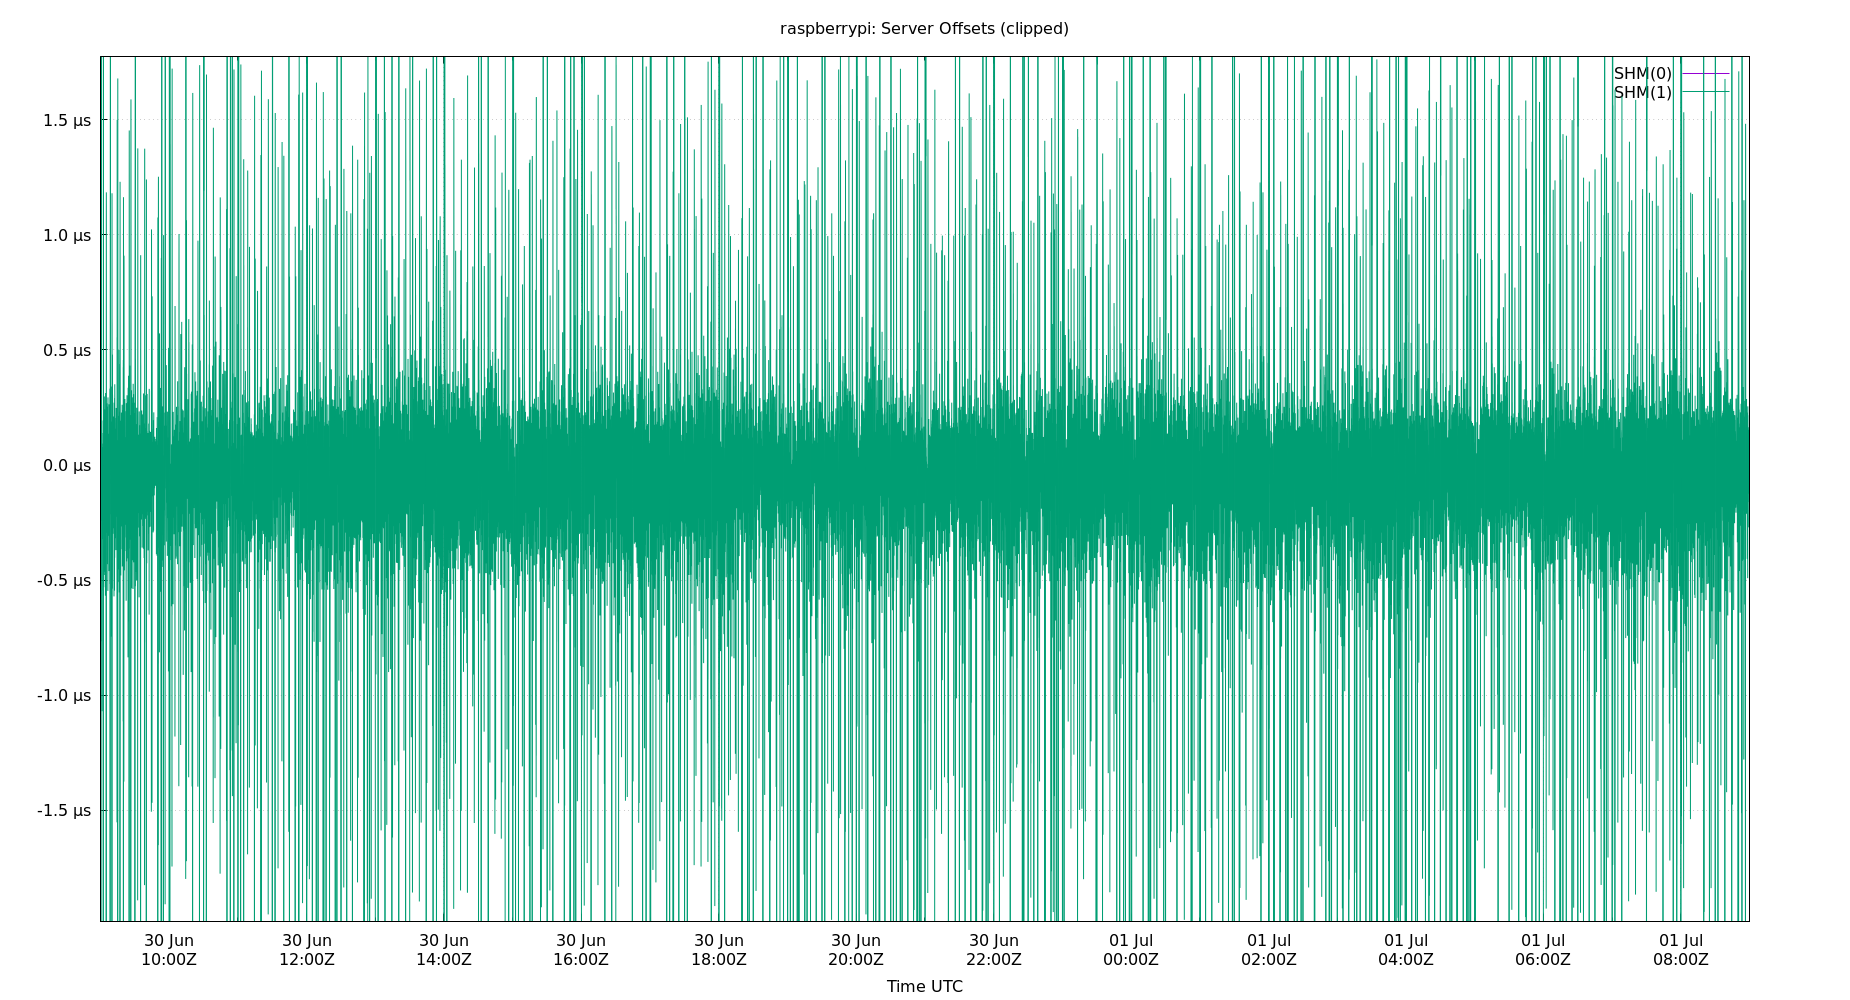 raspberrypi: Server Offsets (clipped)
SHM(0)
SHM(1)
1.5 µs
1.0 µs
0.5 µs
0.0 µs
-0.5 µs
-1.0 µs
-1.5 µs
30 Jun 30 Jun 30 Jun 30 Jun 30 Jun 30 Jun 30 Jun 01 Jul 01 Jul 01 Jul 01 Jul 01 Jul
10:00Z 12:00Z 14:00Z 16:00Z 18:00Z 20:00Z 22:00Z 00:00Z 02:00Z 04:00Z 06:00Z 08:00Z
Time UTC